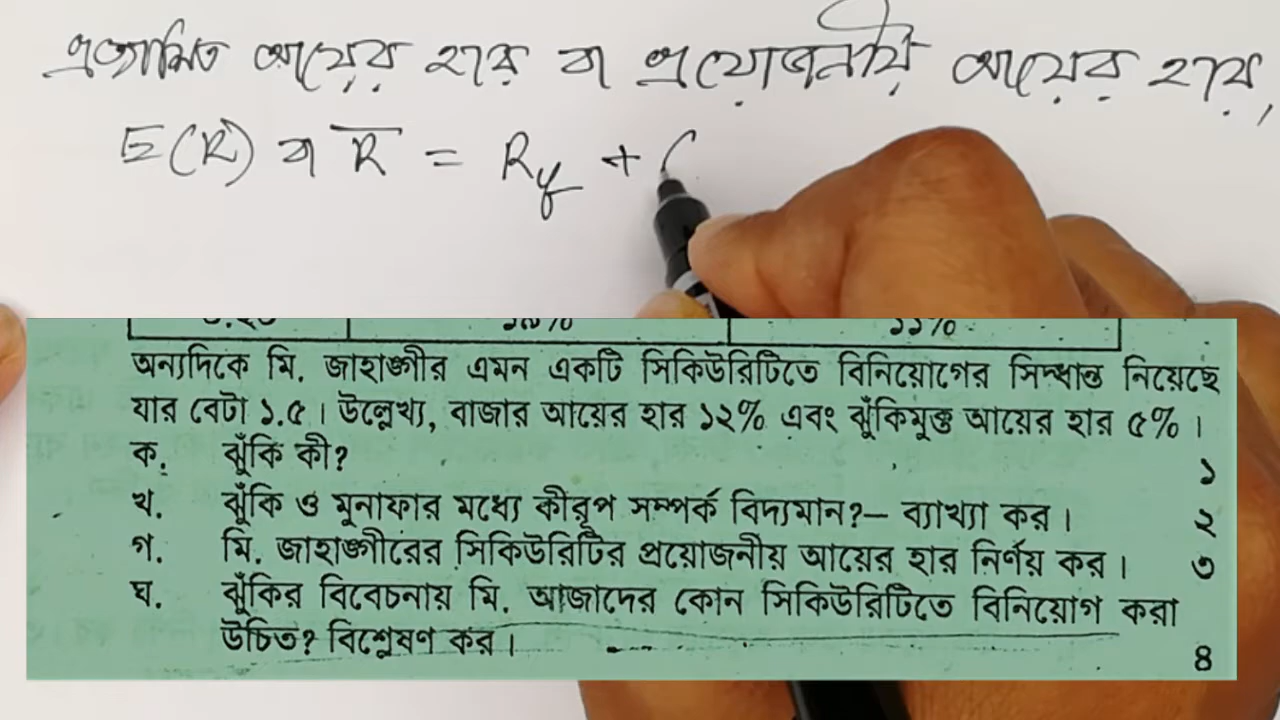 প্রত্যাশিত আয়ের হার বা প্রয়োজনীয় আয়ের হার,
E(R) বা R̅ = Rf + (
১১%
অন্যদিকে মি. জাহাঙ্গীর এমন একটি সিকিউরিটিতে বিনিয়োগের সিদ্ধান্ত নিয়েছে
যার বেটা ১.৫। উল্লেখ্য, বাজার আয়ের হার ১২% এবং ঝুঁকিমুক্ত আয়ের হার ৫%।
ক. ঝুঁকি কী? ১
খ. ঝুঁকি ও মুনাফার মধ্যে কীরূপ সম্পর্ক বিদ্যমান?– ব্যাখ্যা কর। ২
গ. মি. জাহাঙ্গীরের সিকিউরিটির প্রয়োজনীয় আয়ের হার নির্ণয় কর। ৩
ঘ. ঝুঁকির বিবেচনায় মি. আজাদের কোন সিকিউরিটিতে বিনিয়োগ করা
উচিত? বিশ্লেষণ কর। ৪